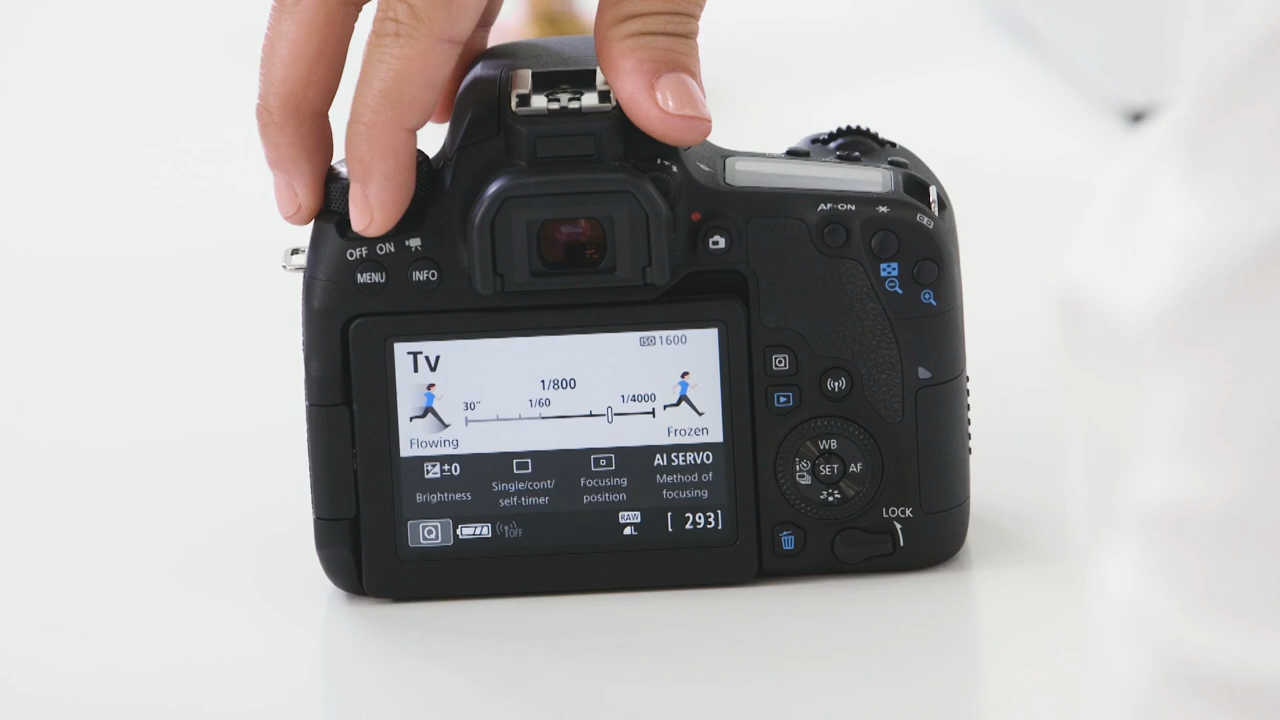 AF-ON
OFF ON
MENU
INFO
Tv
ISO 1600
1/800
30"
1/60
1/4000
Flowing
Frozen
±0
Brightness
Single/cont/
self-timer
Focusing
position
AI SERVO
Method of
focusing
Q
OFF
RAW
L
[ 293]
Q
WB
SET
AF
LOCK